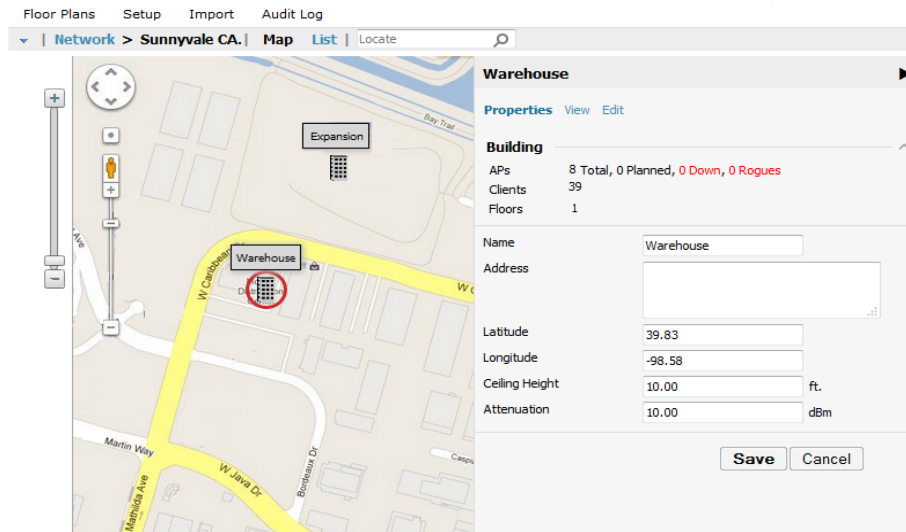 Floor Plans Setup Import Audit Log
| Network > Sunnyvale CA. | Map List | Locate
Bay Trail
Expansion
Warehouse
W Caribbean
W
Martin Way
W Java Dr
Bordeaux Dr
Mathilda Ave
Warehouse
Properties View Edit
Building
APs 8 Total, 0 Planned, 0 Down, 0 Rogues
Clients 39
Floors 1
Name Warehouse
Address
Latitude 39.83
Longitude -98.58
Ceiling Height 10.00 ft.
Attenuation 10.00 dBm
Save Cancel